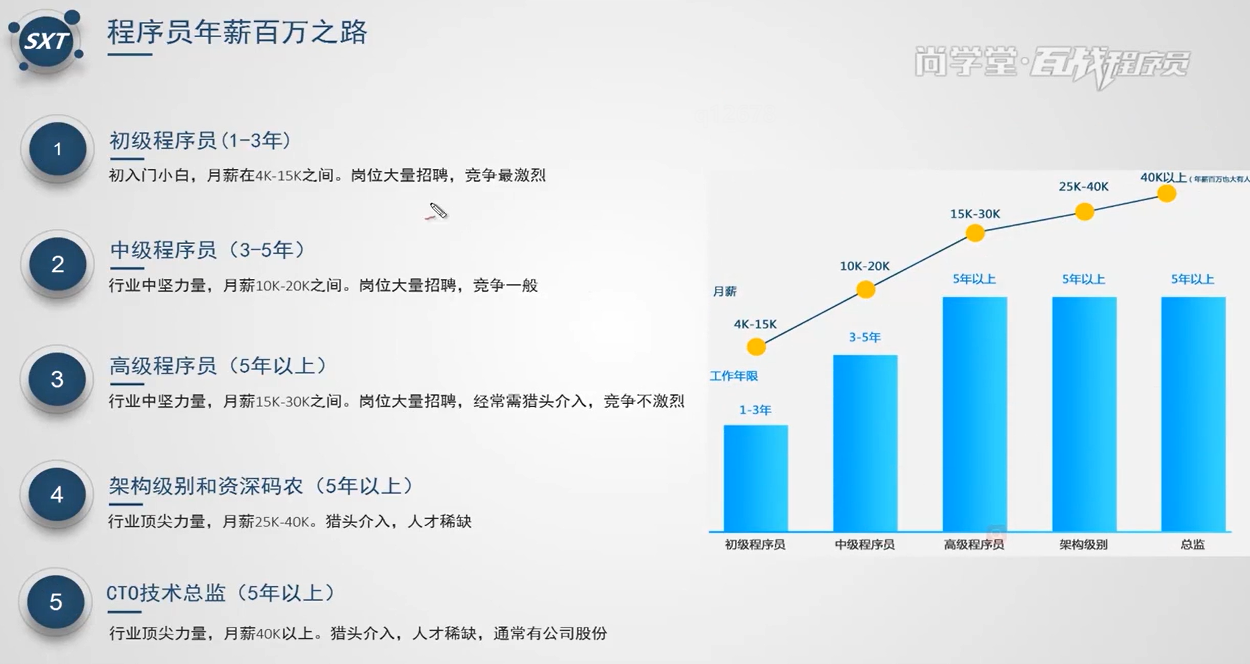 SXT
程序员年薪百万之路
尚学堂·百战程序员
1
初级程序员(1-3年)
初入门小白，月薪在4K-15K之间。岗位大量招聘，竞争最激烈
2
中级程序员（3-5年）
行业中坚力量，月薪10K-20K之间。岗位大量招聘，竞争一般
3
高级程序员（5年以上）
行业中坚力量，月薪15K-30K之间。岗位大量招聘，经常需猎头介入，竞争不激烈
4
架构级别和资深码农（5年以上）
行业顶尖力量，月薪25K-40K。猎头介入，人才稀缺
5
CTO技术总监（5年以上）
行业顶尖力量，月薪40K以上。猎头介入，人才稀缺，通常有公司股份
40K以上（年薪百万也大有人
25K-40K
15K-30K
10K-20K
4K-15K
月薪
工作年限
1-3年
3-5年
5年以上
5年以上
5年以上
初级程序员
中级程序员
高级程序员
架构级别
总监